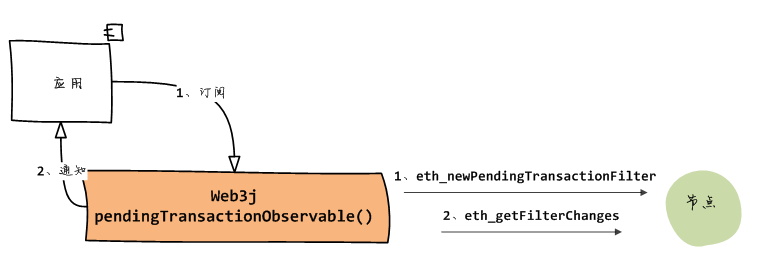 应用
1、订阅
2、通知
Web3j
pendingTransactionObservable()
1、eth_newPendingTransactionFilter
2、eth_getFilterChanges
节点